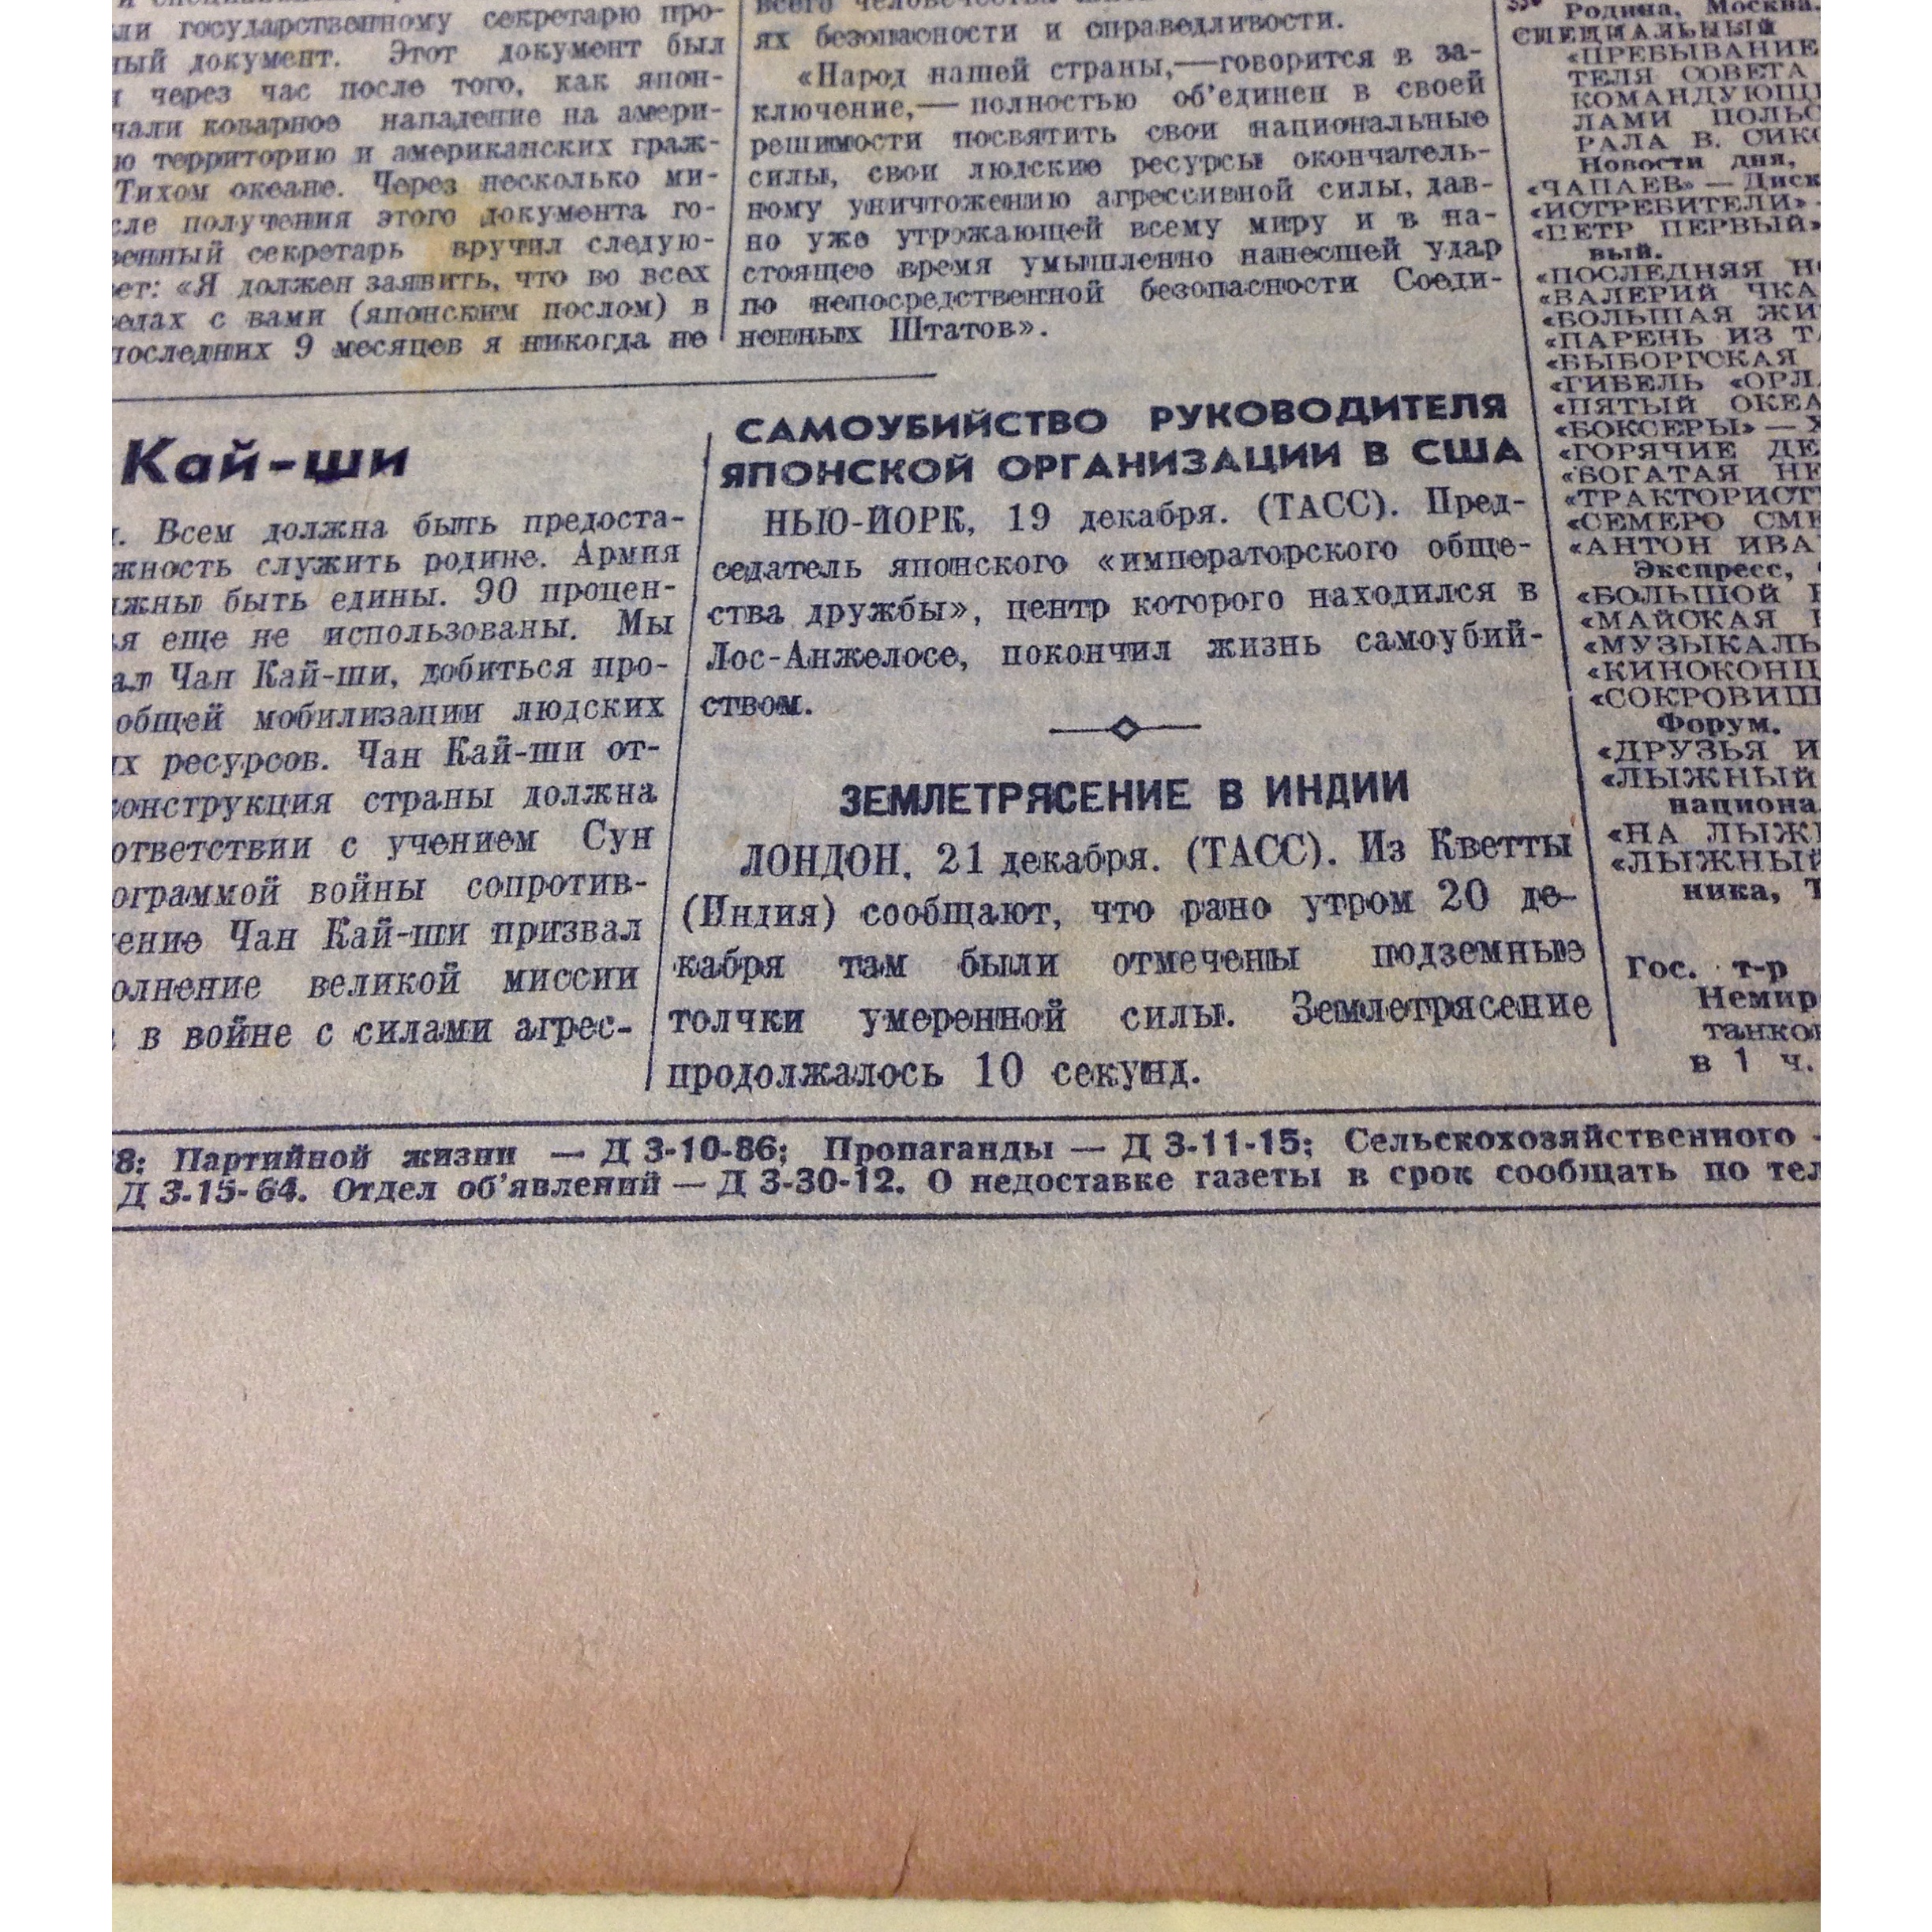 ли государственному секретарю про-
ный документ. Этот документ был
через час после того, как япон-
чали коварное нападение на амери-
ю территорию и американских граж-
Тихом океане. Через несколько ми-
сле получения этого документа го-
венный секретарь вручил следую-
ет: «Я должен заявить, что во всех
седах с вами (японским послом) в
последних 9 месяцев я никогда не
всего человечества
ях безопасности и справедливости.
«Народ нашей страны,—говорится в за-
ключение,— полностью об'единен в своей
решимости посвятить свои национальные
силы, свои людские ресурсы окончатель-
ному уничтожению агрессивной силы, дав-
но уже угрожающей всему миру и в на-
стоящее время умышленно нанесшей удар
по непосредственной безопасности Соеди-
ненных Штатов».
Кай-ши
Всем должна быть предоста-
жность служить родине. Армия
лжны быть едины. 90 процен-
я еще не использованы. Мы
ал Чан Кай-ши, добиться про-
общей мобилизации людских
х ресурсов. Чан Кай-ши от-
онструкция страны должна
ответствии с учением Сун
ограммой войны сопротив-
ение Чан Кай-ши призвал
олнение великой миссии
в войне с силами агрес-
САМОУБИЙСТВО РУКОВОДИТЕЛЯ
ЯПОНСКОЙ ОРГАНИЗАЦИИ В США
НЬЮ-ЙОРК, 19 декабря. (ТАСС). Пред-
седатель японского «императорского обще-
ства дружбы», центр которого находился в
Лос-Анжелосе, покончил жизнь самоубий-
ством.
ЗЕМЛЕТРЯСЕНИЕ В ИНДИИ
ЛОНДОН, 21 декабря. (ТАСС). Из Кветты
(Индия) сообщают, что рано утром 20 де-
кабря там были отмечены подземные
толчки умеренной силы. Землетрясение
продолжалось 10 секунд.
Родина, Москва.
СПЕЦИАЛЬНЫЙ
«ПРЕБЫВАНИЕ
ТЕЛЯ СОВЕТА
КОМАНДУЮЩ
ЛАМИ ПОЛЬС
РАЛА В. СИКО
Новости дня,
«ЧАПАЕВ» — Диск
«ИСТРЕБИТЕЛИ»
«ПЕТР ПЕРВЫЙ»
вый.
«ПОСЛЕДНЯЯ Н
«ВАЛЕРИЙ ЧКА
«БОЛЬШАЯ ЖИ
«ПАРЕНЬ ИЗ Т
«ВЫБОРГСКАЯ
«ГИБЕЛЬ «ОРЛ
«ПЯТЫЙ ОКЕА
«БОКСЕРЫ» — Х
«ГОРЯЧИЕ ДЕ
«БОГАТАЯ НЕ
«ТРАКТОРИСТ
«СЕМЕРО СМЕ
«АНТОН ИВА
Экспресс,
«БОЛЬШОЙ
«МАЙСКАЯ
«МУЗЫКАЛЬ
«КИНОКОНЦ
«СОКРОВИЩ
Форум.
«ДРУЗЬЯ И
«ЛЫЖНЫЙ
национа
«НА ЛЫЖ
«ЛЫЖНЫЙ
ника, Т
Гос. т-р
Немир
танкол
в 1 ч.
8; Партийной жизни — Д 3-10-86; Пропаганды — Д 3-11-15; Сельскохозяйственного -
Д 3-15-64. Отдел об'явлений — Д 3-30-12. О недоставке газеты в срок сообщать по тел